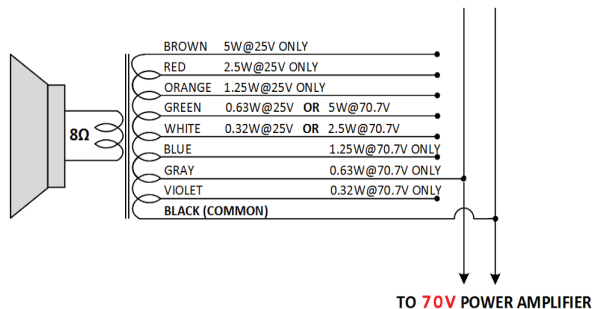 BROWN 5W@25V ONLY
RED 2.5W@25V ONLY
ORANGE 1.25W@25V ONLY
GREEN 0.63W@25V OR 5W@70.7V
WHITE 0.32W@25V OR 2.5W@70.7V
8Ω
BLUE 1.25W@70.7V ONLY
GRAY 0.63W@70.7V ONLY
VIOLET 0.32W@70.7V ONLY
BLACK (COMMON)
TO 70V POWER AMPLIFIER